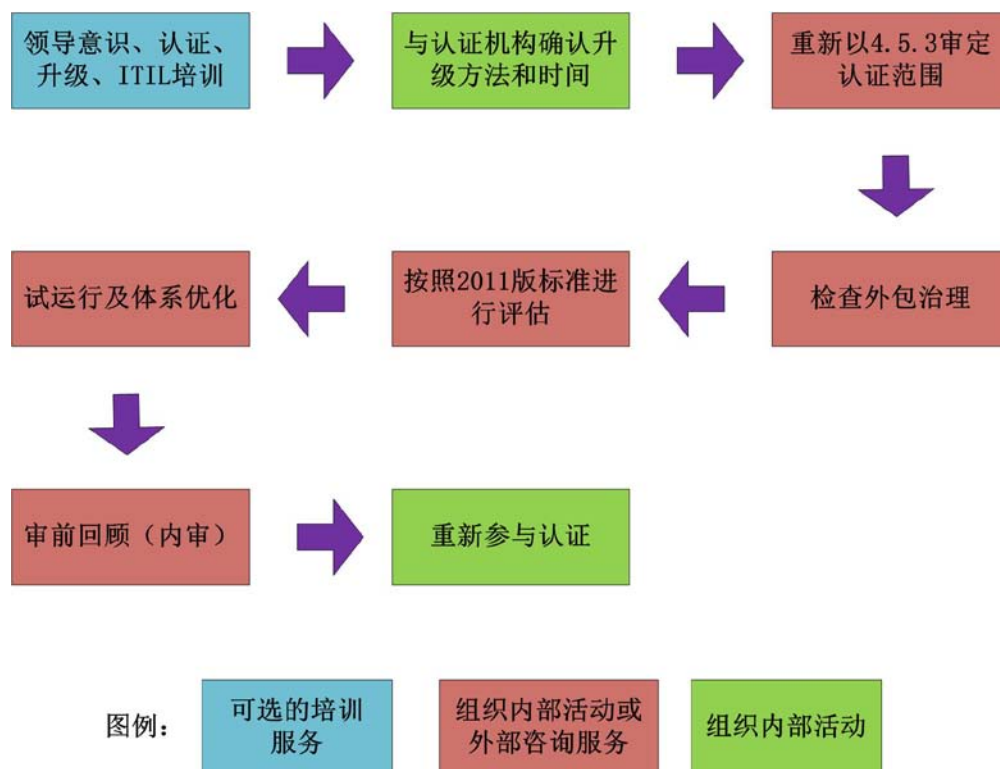 领导意识、认证、
升级、ITIL培训
与认证机构确认升
级方法和时间
重新以4.5.3审定
认证范围
检查外包治理
按照2011版标准进
行评估
试运行及体系优化
审前回顾（内审）
重新参与认证
图例：
可选的培训
服务
组织内部活动或
外部咨询服务
组织内部活动